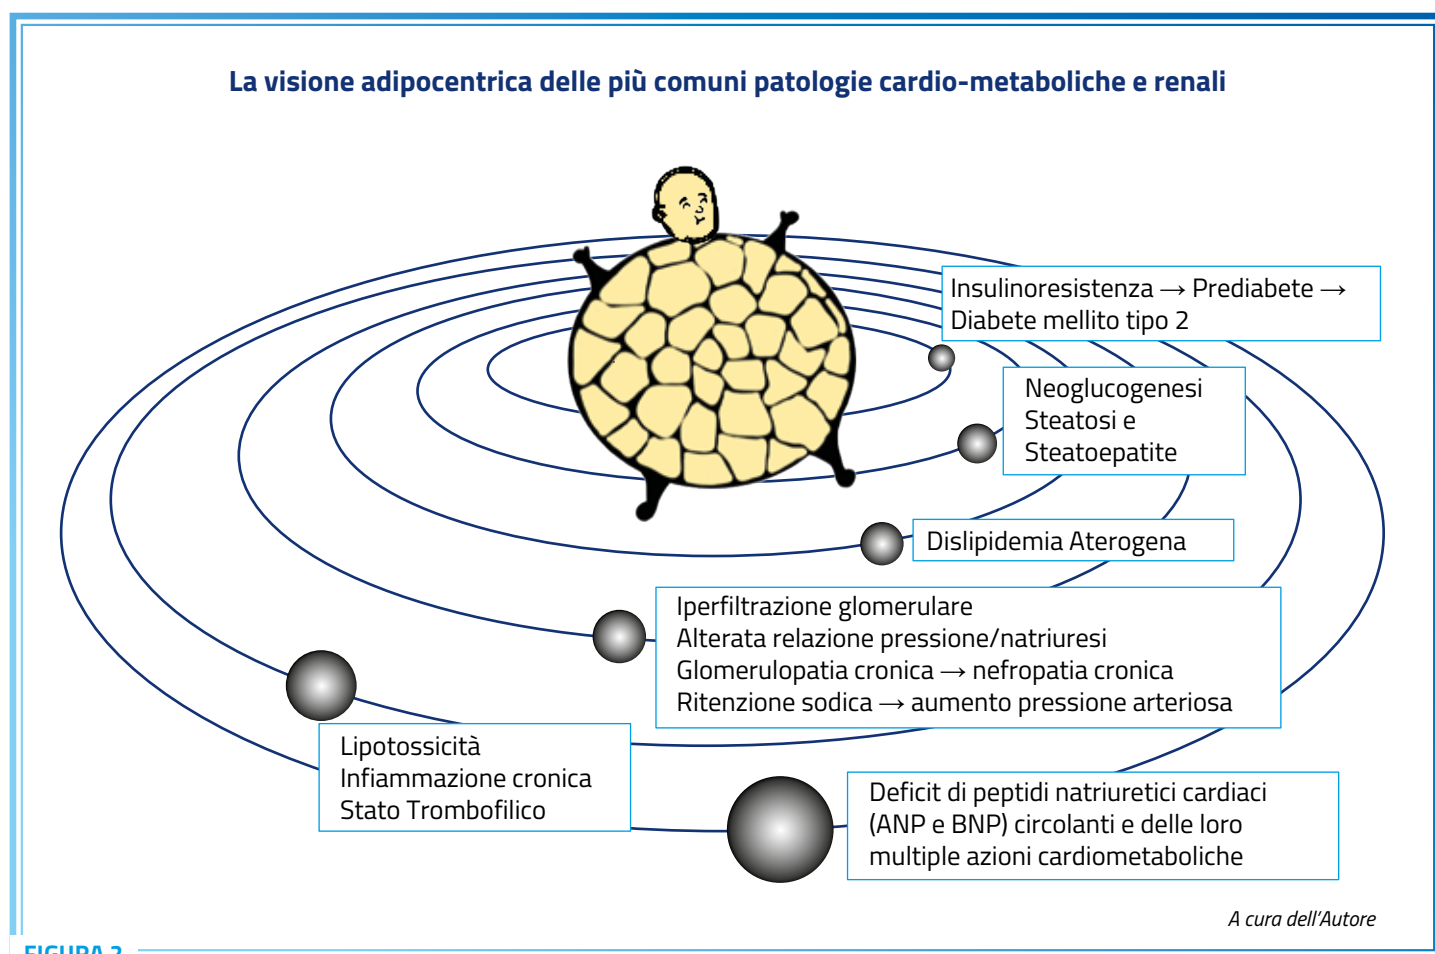 La visione adipocentrica delle più comuni patologie cardio-metaboliche e renali
Insulinoresistenza → Prediabete →
Diabete mellito tipo 2
Neoglucogenesi
Steatosi e
Steatoepatite
Dislipidemia Aterogena
Iperfiltrazione glomerulare
Alterata relazione pressione/natriuresi
Glomerulopatia cronica → nefropatia cronica
Ritenzione sodica → aumento pressione arteriosa
Lipotossicità
Infiammazione cronica
Stato Trombofilico
Deficit di peptidi natriuretici cardiaci
(ANP e BNP) circolanti e delle loro
multiple azioni cardiometaboliche
A cura dell'Autore